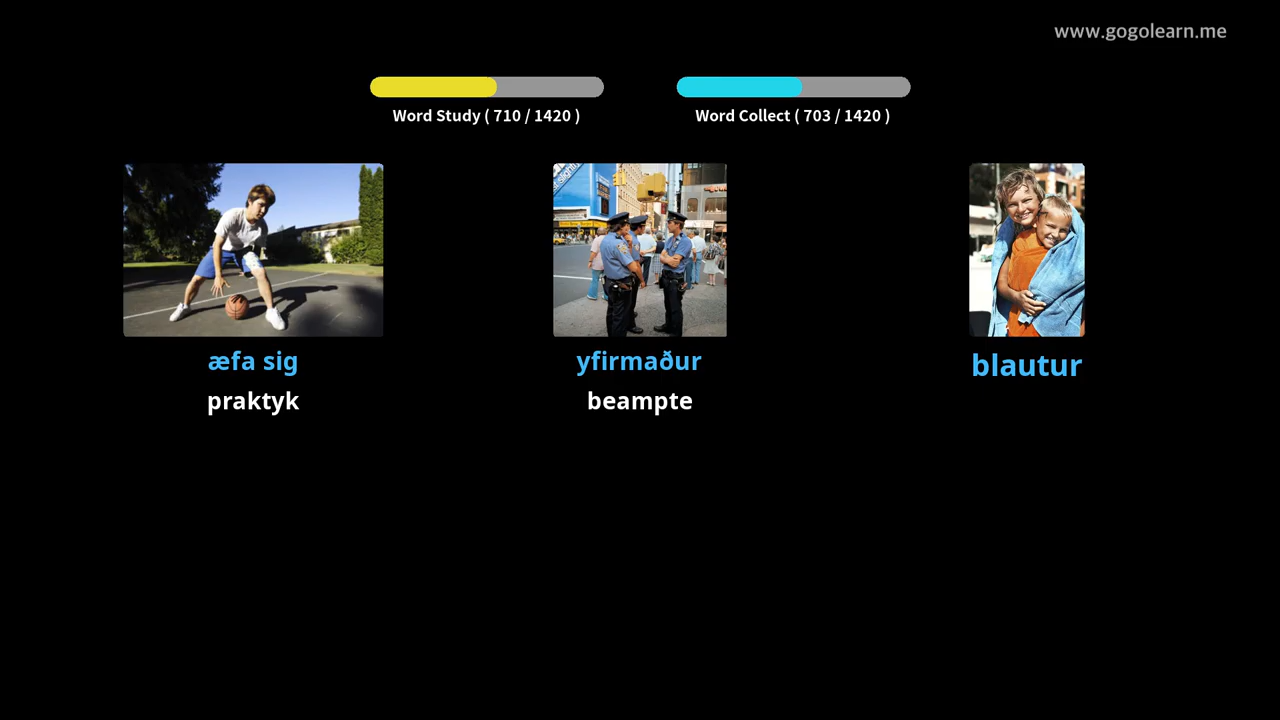 www.gogolearn.me
Word Study ( 710 / 1420 )
Word Collect ( 703 / 1420 )
æfa sig
praktyk
yfirmaður
beampte
blautur